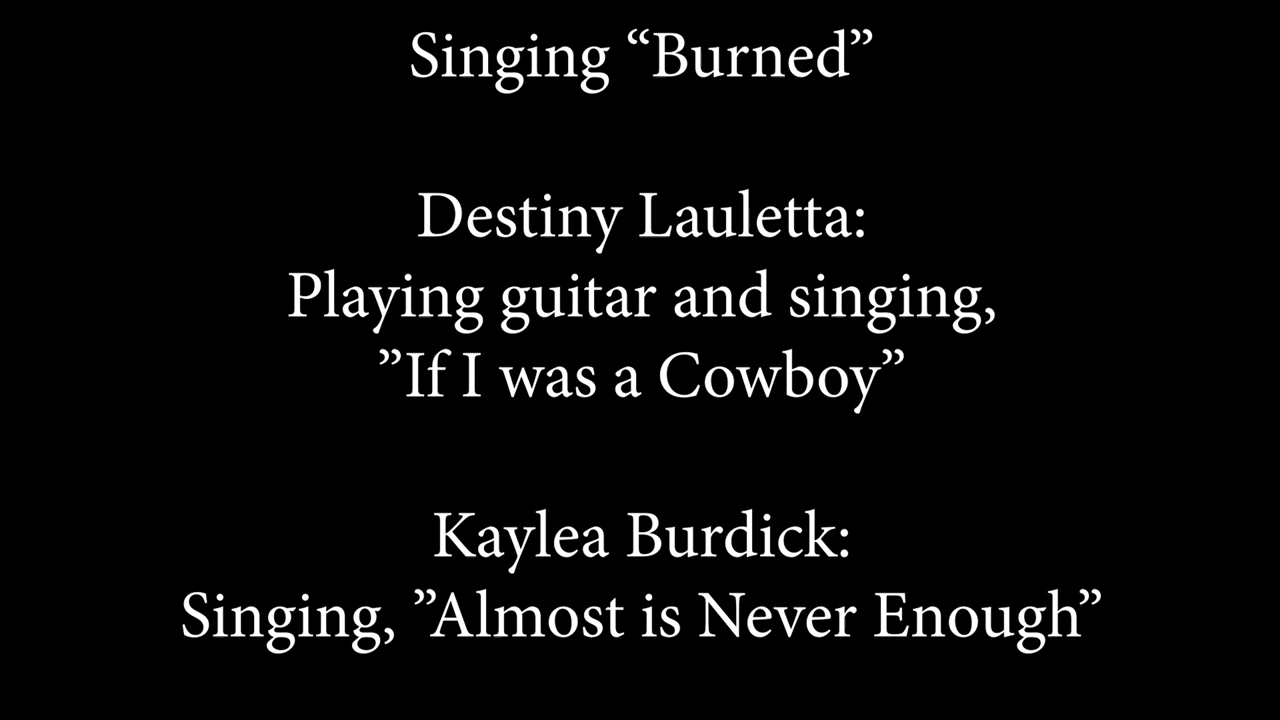 Singing “Burned”
Destiny Lauletta:
Playing guitar and singing,
”If I was a Cowboy”
Kaylea Burdick:
Singing, ”Almost is Never Enough”